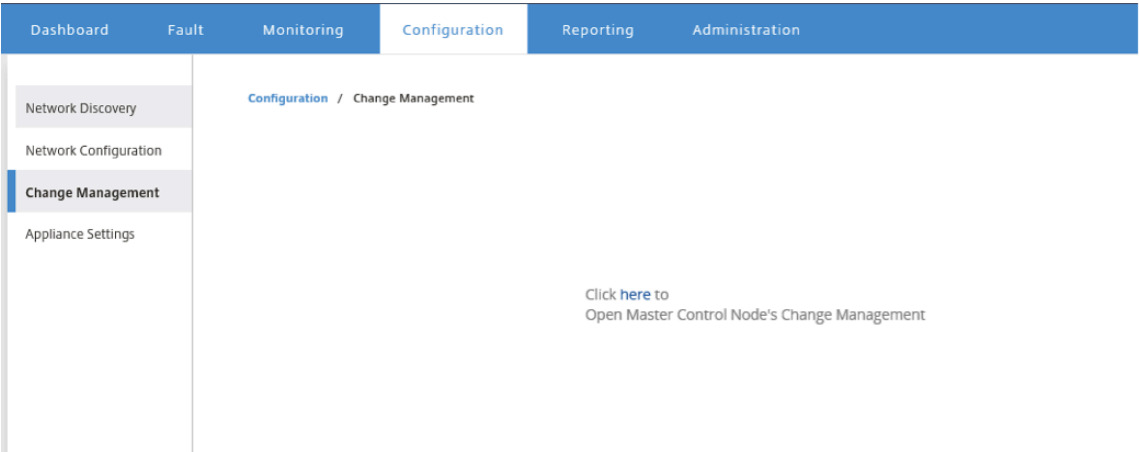 Dashboard Fault Monitoring Configuration Reporting Administration
Network Discovery
Network Configuration
Change Management
Appliance Settings
Configuration / Change Management
Click here to
Open Master Control Node's Change Management